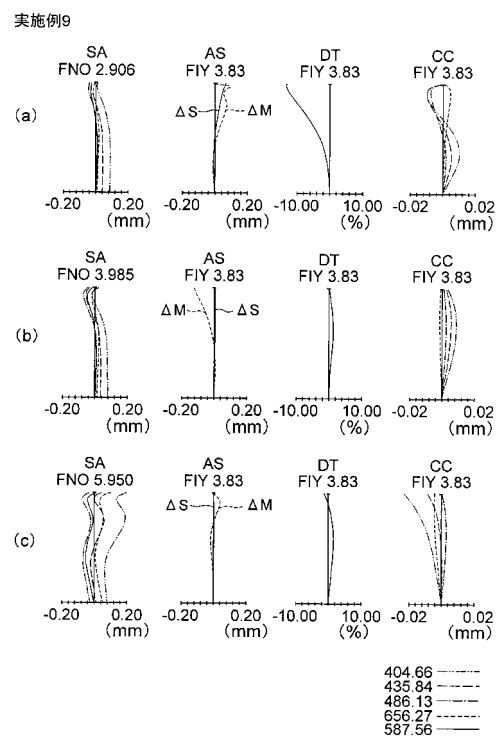 実施例9
SA AS DT CC
FNO 2.906 FIY 3.83 FIY 3.83 FIY 3.83
(a)
ΔS ΔM
-0.20 0.20 -0.20 0.20 -10.00 10.00 -0.02 0.02
(mm) (mm) (%) (mm)
SA AS DT CC
FNO 3.985 FIY 3.83 FIY 3.83 FIY 3.83
(b)
ΔM ΔS
-0.20 0.20 -0.20 0.20 -10.00 10.00 -0.02 0.02
(mm) (mm) (%) (mm)
SA AS DT CC
FNO 5.950 FIY 3.83 FIY 3.83 FIY 3.83
(c)
ΔS ΔM
-0.20 0.20 -0.20 0.20 -10.00 10.00 -0.02 0.02
(mm) (mm) (%) (mm)
404.66
435.84
486.13
656.27
587.56